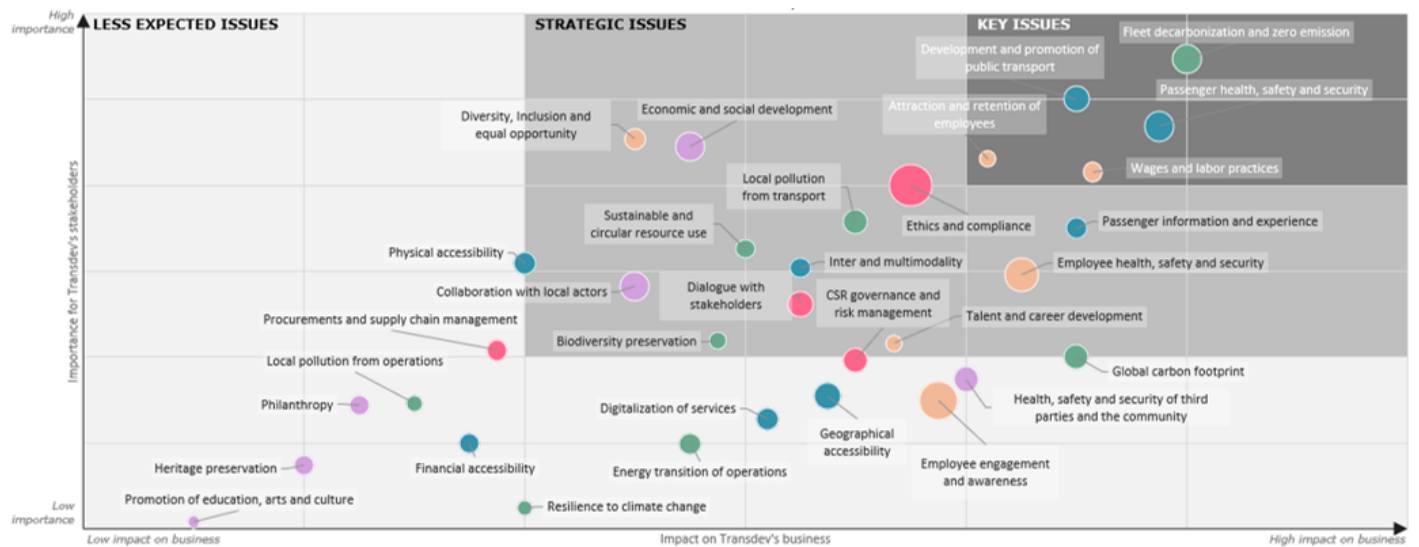 High
importance
LESS EXPECTED ISSUES
STRATEGIC ISSUES
KEY ISSUES
Fleet decarbonization and zero emission
Development and promotion of
public transport
Passenger health, safety and security
Attraction and retention of
employees
Diversity, Inclusion and
equal opportunity
Economic and social development
Wages and labor practices
Local pollution
from transport
Sustainable and
circular resource use
Ethics and compliance
Passenger information and experience
Physical accessibility
Inter and multimodality
Employee health, safety and security
Collaboration with local actors
Dialogue with
stakeholders
CSR governance and
risk management
Procurements and supply chain management
Talent and career development
Biodiversity preservation
Local pollution from operations
Global carbon footprint
Philanthropy
Digitalization of services
Health, safety and security of third
parties and the community
Geographical
accessibility
Heritage preservation
Financial accessibility
Energy transition of operations
Employee engagement
and awareness
Promotion of education, arts and culture
Resilience to climate change
Importance for Transdev's stakeholders
Low
importance
Low impact on business
Impact on Transdev's business
High impact on business